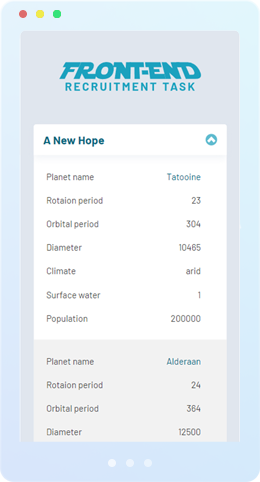 FRONT-END
RECRUITMENT TASK
A New Hope
Planet name Tatooine
Rotaion period 23
Orbital period 304
Diameter 10465
Climate arid
Surface water 1
Population 200000
Planet name Alderaan
Rotaion period 24
Orbital period 364
Diameter 12500